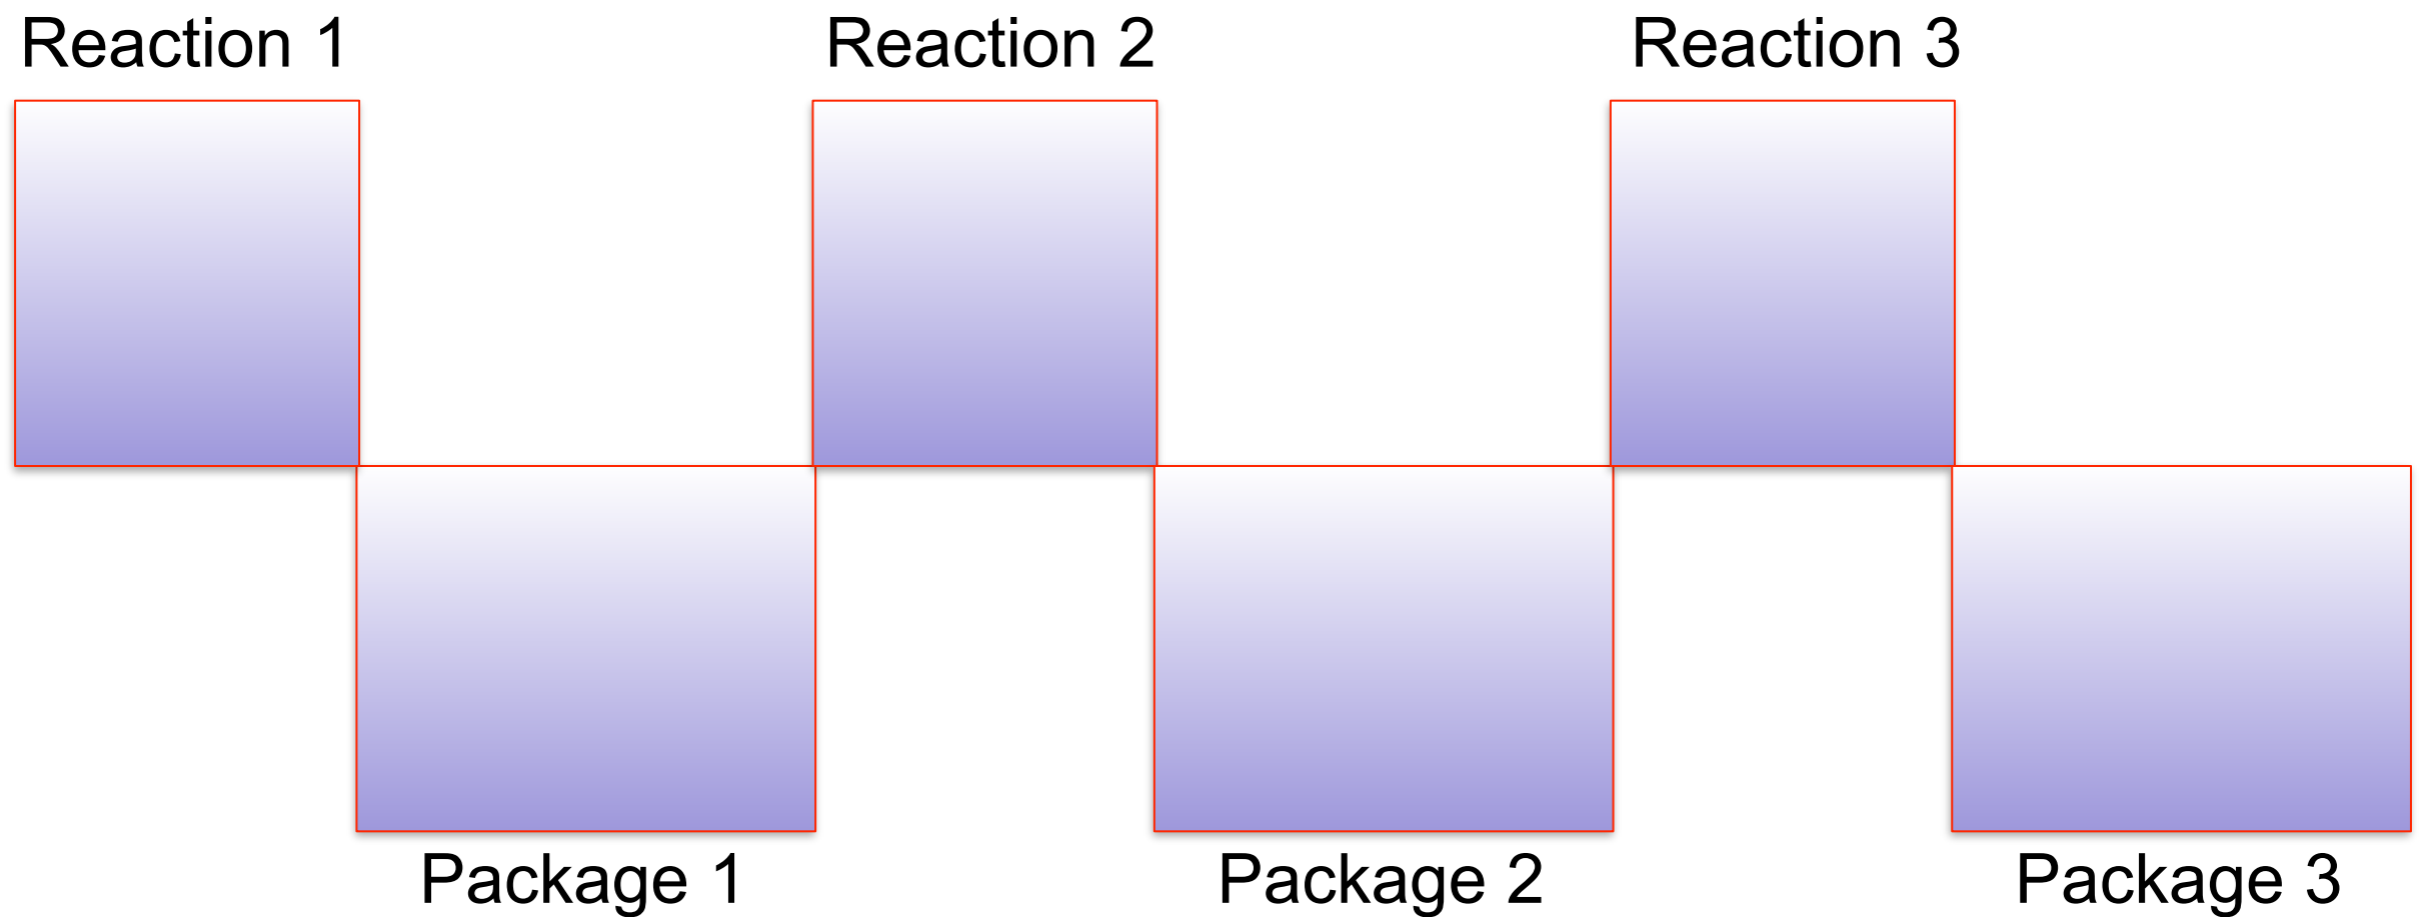 Reaction 1
Reaction 2
Reaction 3
Package 1
Package 2
Package 3